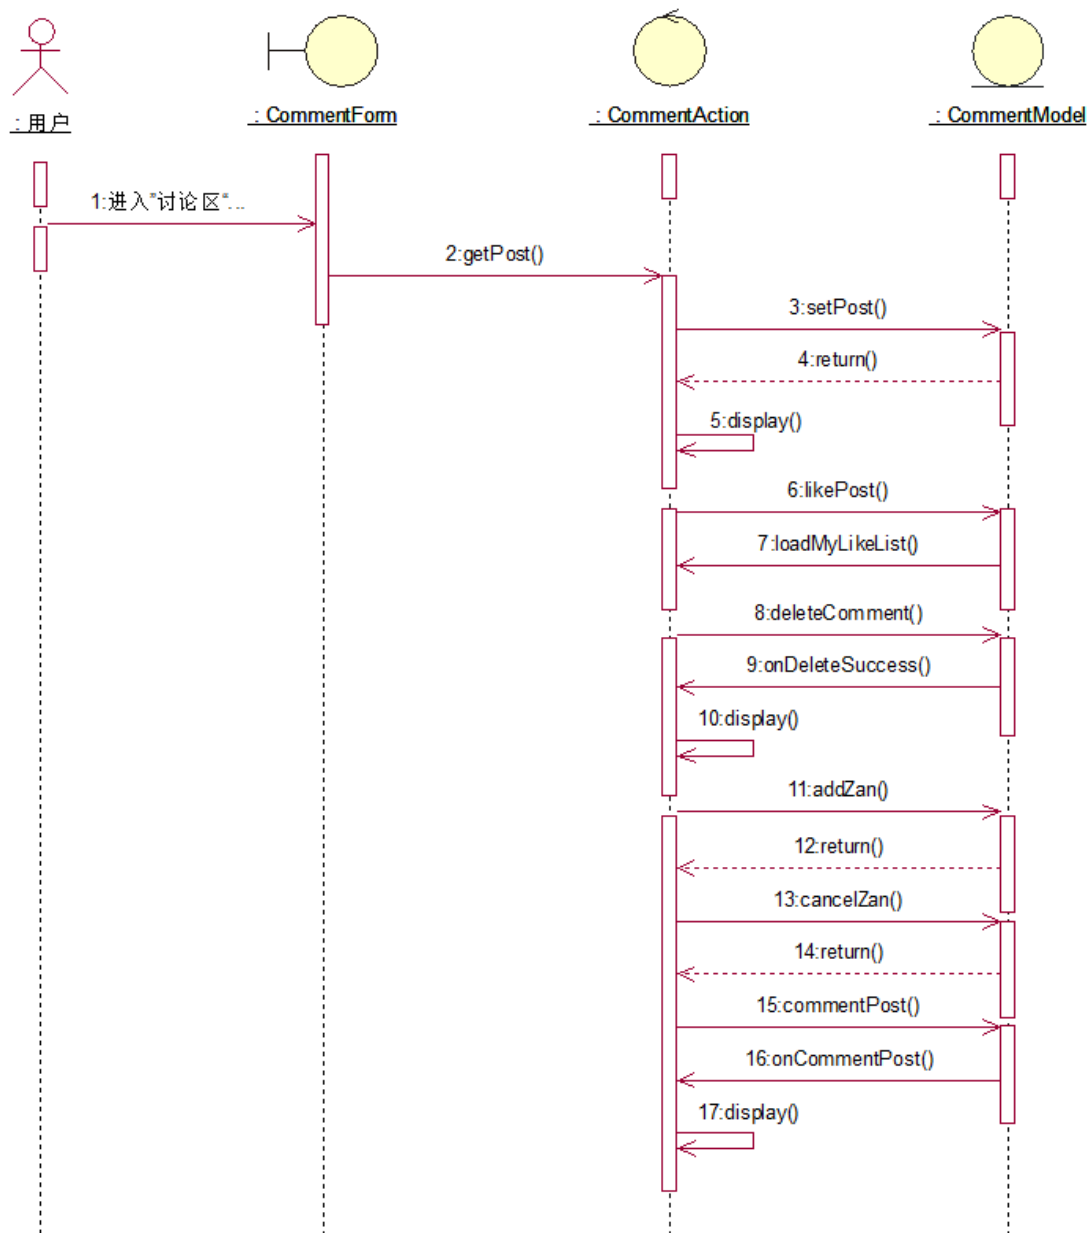 : 用户
: CommentForm
: CommentAction
: CommentModel
1:进入"讨论区"...
2:getPost()
3:setPost()
4:return()
5:display()
6:likePost()
7:loadMyLikeList()
8:deleteComment()
9:onDeleteSuccess()
10:display()
11:addZan()
12:return()
13:cancelZan()
14:return()
15:commentPost()
16:onCommentPost()
17:display()